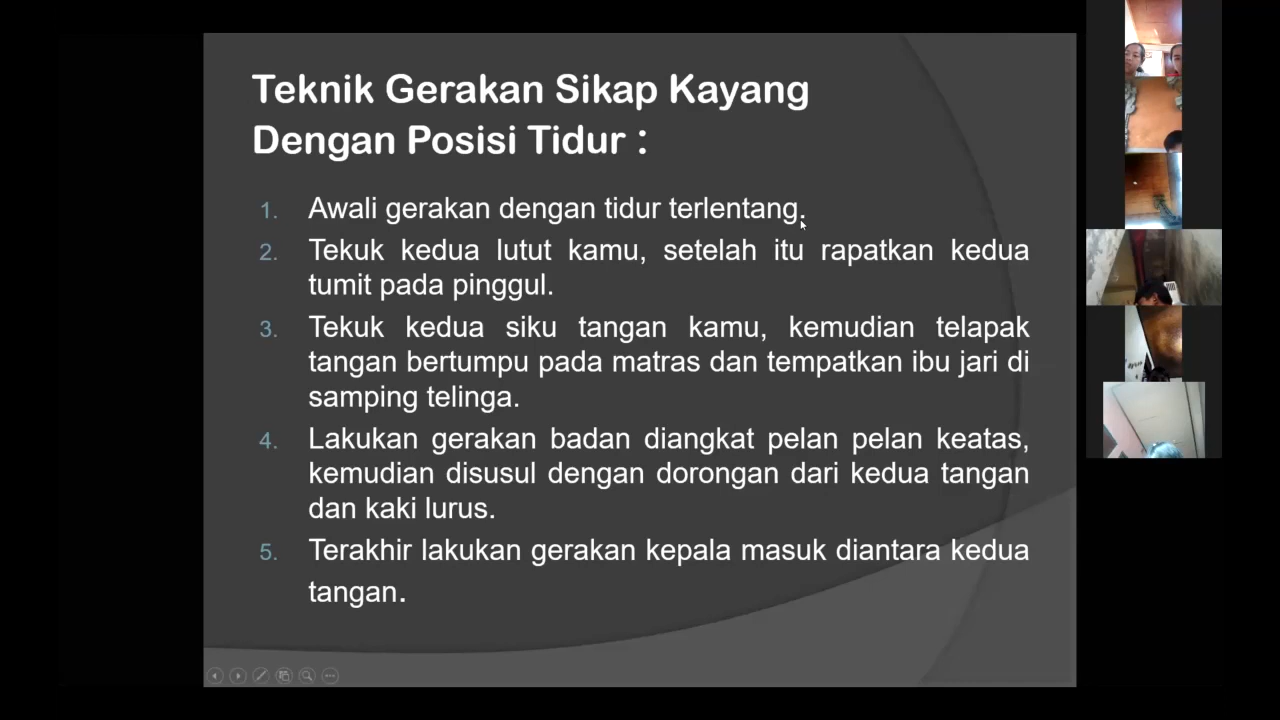 Teknik Gerakan Sikap Kayang
Dengan Posisi Tidur :
1. Awali gerakan dengan tidur terlentang.
2. Tekuk kedua lutut kamu, setelah itu rapatkan kedua
tumit pada pinggul.
3. Tekuk kedua siku tangan kamu, kemudian telapak
tangan bertumpu pada matras dan tempatkan ibu jari di
samping telinga.
4. Lakukan gerakan badan diangkat pelan pelan keatas,
kemudian disusul dengan dorongan dari kedua tangan
dan kaki lurus.
5. Terakhir lakukan gerakan kepala masuk diantara kedua
tangan.